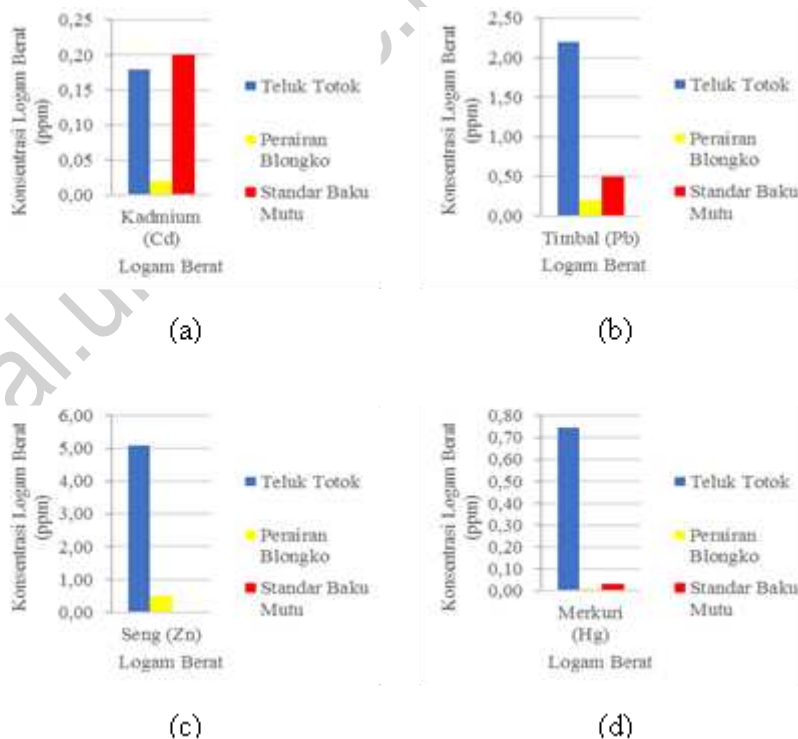 Konsentrasi Logam Berat
(ppm)
0,25
0,20
0,15
0,10
0,05
0,00
Kadmium
(Cd)
Logam Berat
Teluk Totok
Perairan
Blongko
Standar Baku
Mutu
(a)
Konsentrasi Logam Berat
(ppm)
2,50
2,00
1,50
1,00
0,50
0,00
Timbal (Pb)
Logam Berat
Teluk Totok
Perairan
Blongko
Standar Baku
Mutu
(b)
Konsentrasi Logam Berat
(ppm)
6,00
5,00
4,00
3,00
2,00
1,00
0,00
Seng (Zn)
Logam Berat
Teluk Totok
Perairan
Blongko
Standar Baku
Mutu
(c)
Konsentrasi Logam Berat
(ppm)
0,80
0,70
0,60
0,50
0,40
0,30
0,20
0,10
0,00
Merkuri
(Hg)
Logam Berat
Teluk Totok
Perairan
Blongko
Standar Baku
Mutu
(d)